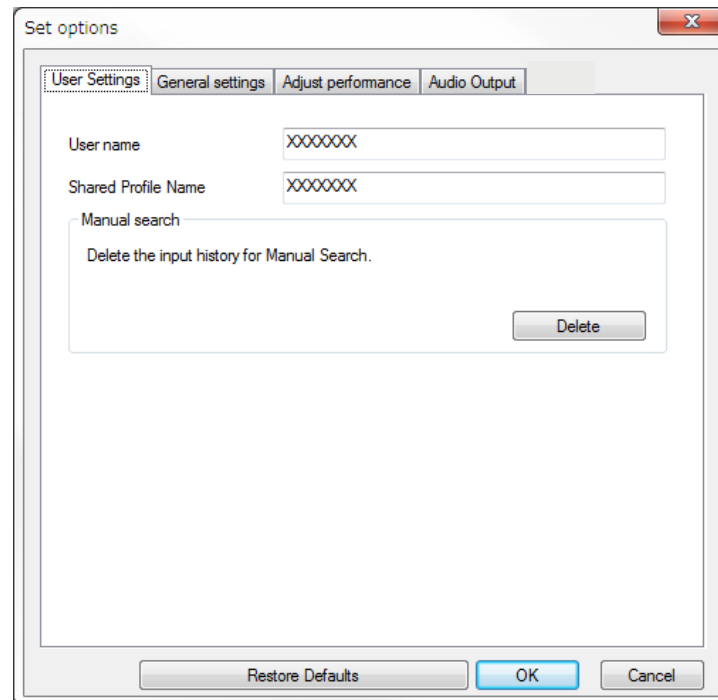 Set options
User Settings General settings Adjust performance Audio Output
User name XXXXXXX
Shared Profile Name XXXXXXX
Manual search
Delete the input history for Manual Search.
Delete
Restore Defaults OK Cancel